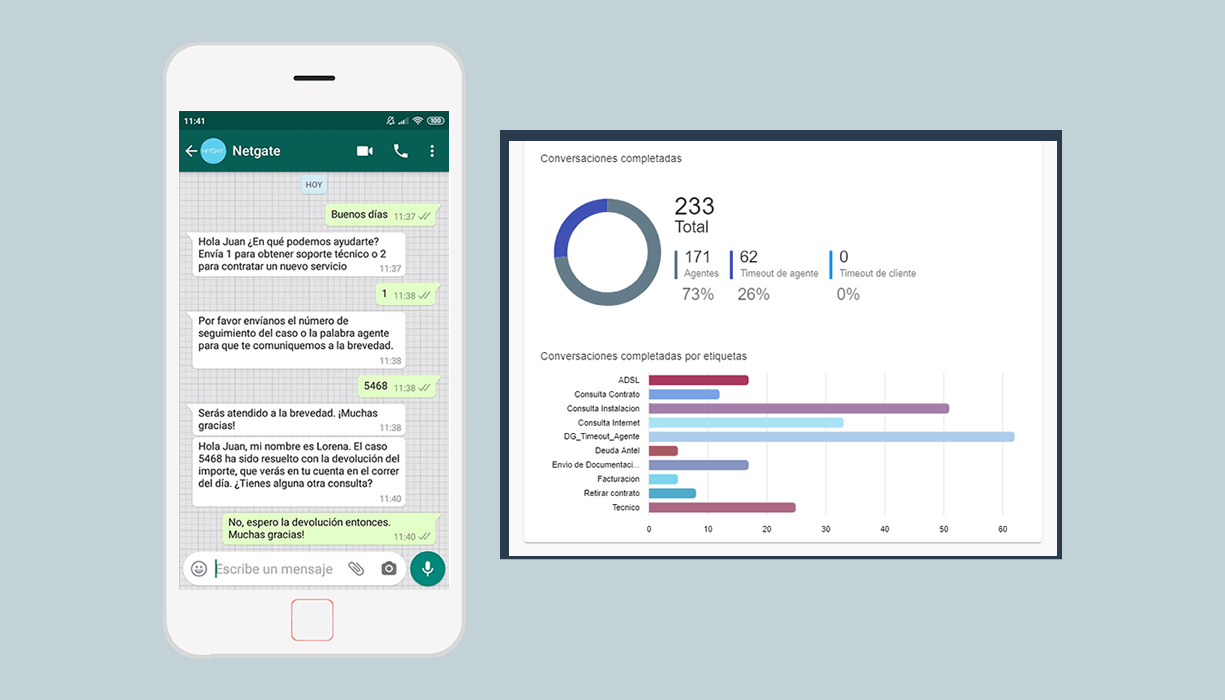 11:41
100
NETGATE
Netgate
HOY
Buenos días 11:37
Hola Juan ¿En qué podemos ayudarte?
Envía 1 para obtener soporte técnico o 2
para contratar un nuevo servicio 11:37
1 11:38
Por favor envíanos el número de
seguimiento del caso o la palabra agente
para que te comuniquemos a la brevedad.
11:38
5468 11:38
Serás atendido a la brevedad. ¡Muchas
gracias! 11:38
Hola Juan, mi nombre es Lorena. El caso
5468 ha sido resuelto con la devolución del
importe, que verás en tu cuenta en el correr
del día. ¿Tienes alguna otra consulta?
11:40
No, espero la devolución entonces.
Muchas gracias! 11:40
Escribe un mensaje
Conversaciones completadas
233
Total
171 62 0
Agentes Timeout de agente Timeout de cliente
73% 26% 0%
Conversaciones completadas por etiquetas
ADSL
Consulta Contrato
Consulta Instalacion
Consulta Internet
DG_Timeout_Agente
Deuda Antel
Envio de Documentaci...
Facturacion
Retirar contrato
Tecnico
0 10 20 30 40 50 60